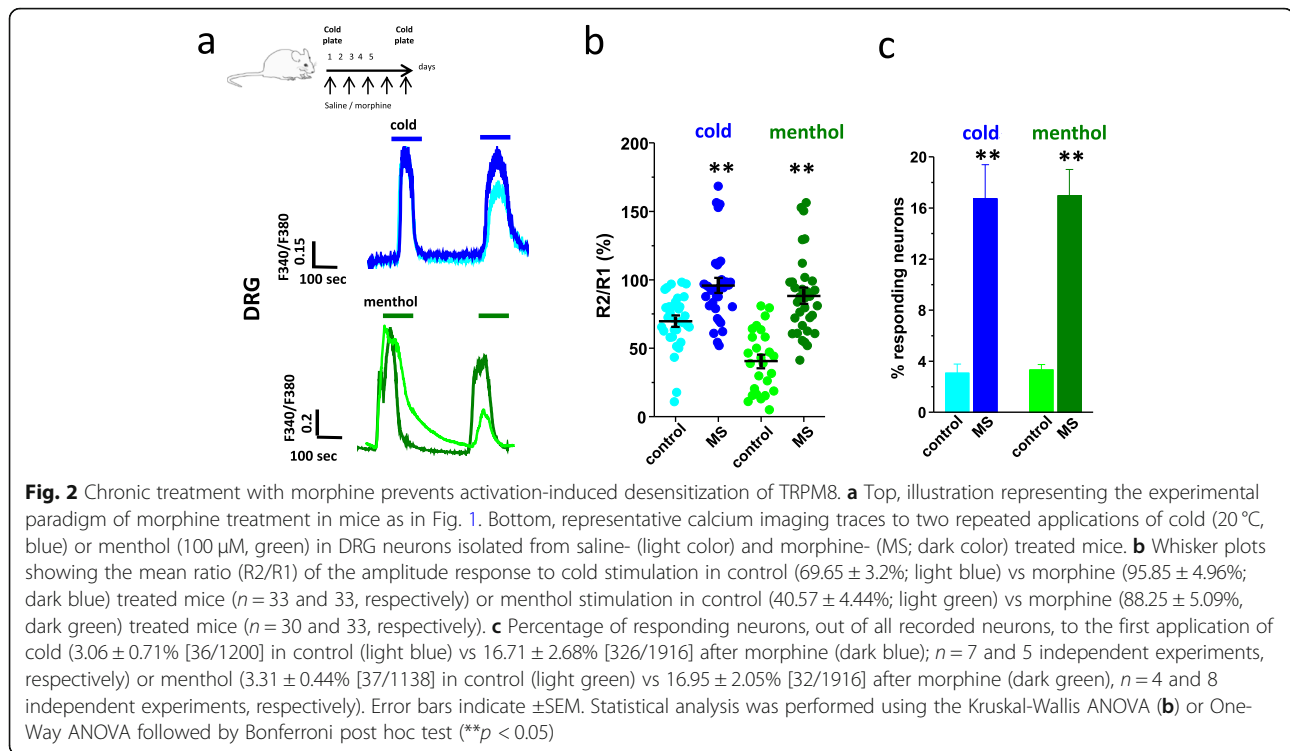 a
Cold plate
Cold plate
1 2 3 4 5
days
Saline / morphine
cold
F340/F380
0.15
100 sec
DRG
menthol
F340/F380
0.2
100 sec
b
cold menthol
** **
200
150
100
50
0
R2/R1 (%)
control MS control MS
c
cold menthol
** **
20
16
12
8
4
0
% responding neurons
control MS control MS
Fig. 2 Chronic treatment with morphine prevents activation-induced desensitization of TRPM8. a Top, illustration representing the experimental
paradigm of morphine treatment in mice as in Fig. 1. Bottom, representative calcium imaging traces to two repeated applications of cold (20 °C,
blue) or menthol (100 μM, green) in DRG neurons isolated from saline- (light color) and morphine- (MS; dark color) treated mice. b Whisker plots
showing the mean ratio (R2/R1) of the amplitude response to cold stimulation in control (69.65 ± 3.2%; light blue) vs morphine (95.85 ± 4.96%;
dark blue) treated mice (n = 33 and 33, respectively) or menthol stimulation in control (40.57 ± 4.44%; light green) vs morphine (88.25 ± 5.09%,
dark green) treated mice (n = 30 and 33, respectively). c Percentage of responding neurons, out of all recorded neurons, to the first application of
cold (3.06 ± 0.71% [36/1200] in control (light blue) vs 16.71 ± 2.68% [326/1916] after morphine (dark blue); n = 7 and 5 independent experiments,
respectively) or menthol (3.31 ± 0.44% [37/1138] in control (light green) vs 16.95 ± 2.05% [32/1916] after morphine (dark green), n = 4 and 8
independent experiments, respectively). Error bars indicate ±SEM. Statistical analysis was performed using the Kruskal-Wallis ANOVA (b) or One-
Way ANOVA followed by Bonferroni post hoc test (**p < 0.05)